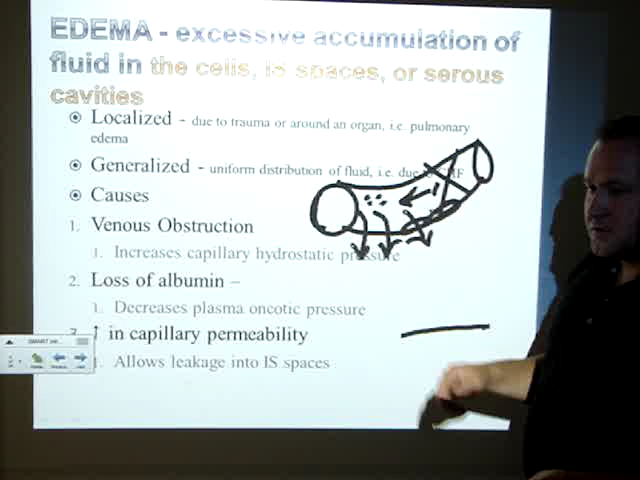 EDEMA - excessive accumulation of
fluid in the cells, IS spaces, or serous
cavities
Localized - due to trauma or around an organ, i.e. pulmonary
edema
Generalized - uniform distribution of fluid, i.e. due
Causes
1. Venous Obstruction
1. Increases capillary hydrostatic pressure
2. Loss of albumin –
1. Decreases plasma oncotic pressure
↑ in capillary permeability
Allows leakage into IS spaces